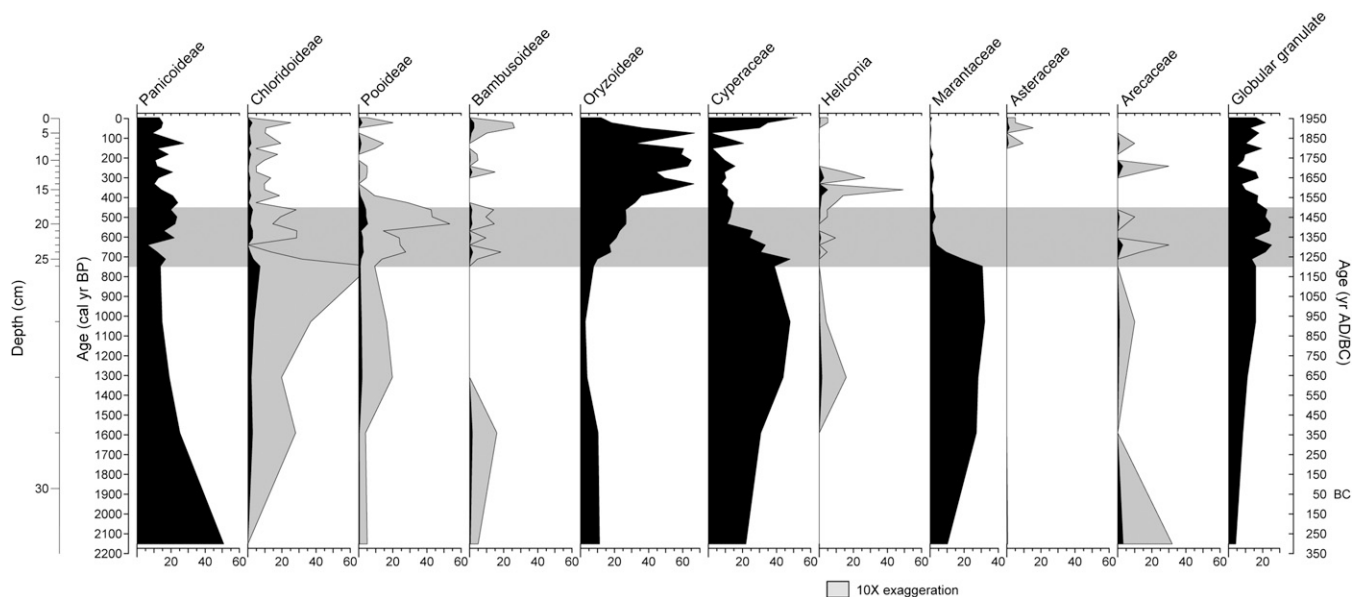 Panicoideae
Chloridoideae
Pooideae
Bambusoideae
Oryzoideae
Cyperaceae
Heliconia
Marantaceae
Asteraceae
Arecaceae
Globular granulate
Depth (cm)
0
5
10
15
20
25
30
Age (cal yr BP)
0
100
200
300
400
500
600
700
800
1000
1100
1300
1400
1500
1600
1700
1800
1900
2000
2100
2200
Age (yr AD/BC)
1950
1850
1750
1650
1550
1450
1350
1250
1150
1050
950
850
750
650
550
450
350
250
150
50 BC
50
150
250
350
20 40 60
20 40 60
20 40 60
20 40 60
20 40 60
20 40 60
20 40 60
20 40
20 40 60
20 40 60
20
10X exaggeration